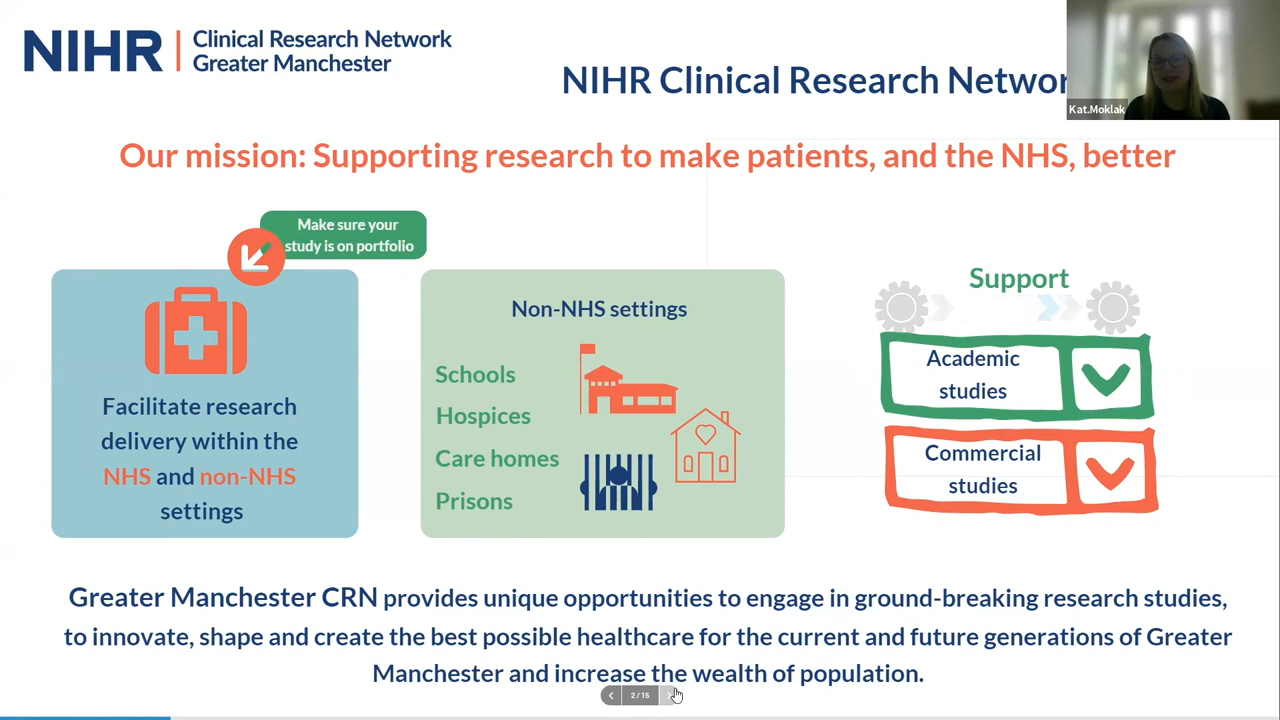 NIHR | Clinical Research Network
Greater Manchester
NIHR Clinical Research Networ
Kat.Moklak
Our mission: Supporting research to make patients, and the NHS, better
Make sure your
study is on portfolio
Facilitate research
delivery within the
NHS and non-NHS
settings
Non-NHS settings
Schools
Hospices
Care homes
Prisons
Support
Academic
studies
Commercial
studies
Greater Manchester CRN provides unique opportunities to engage in ground-breaking research studies,
to innovate, shape and create the best possible healthcare for the current and future generations of Greater
Manchester and increase the wealth of population.
2 / 15